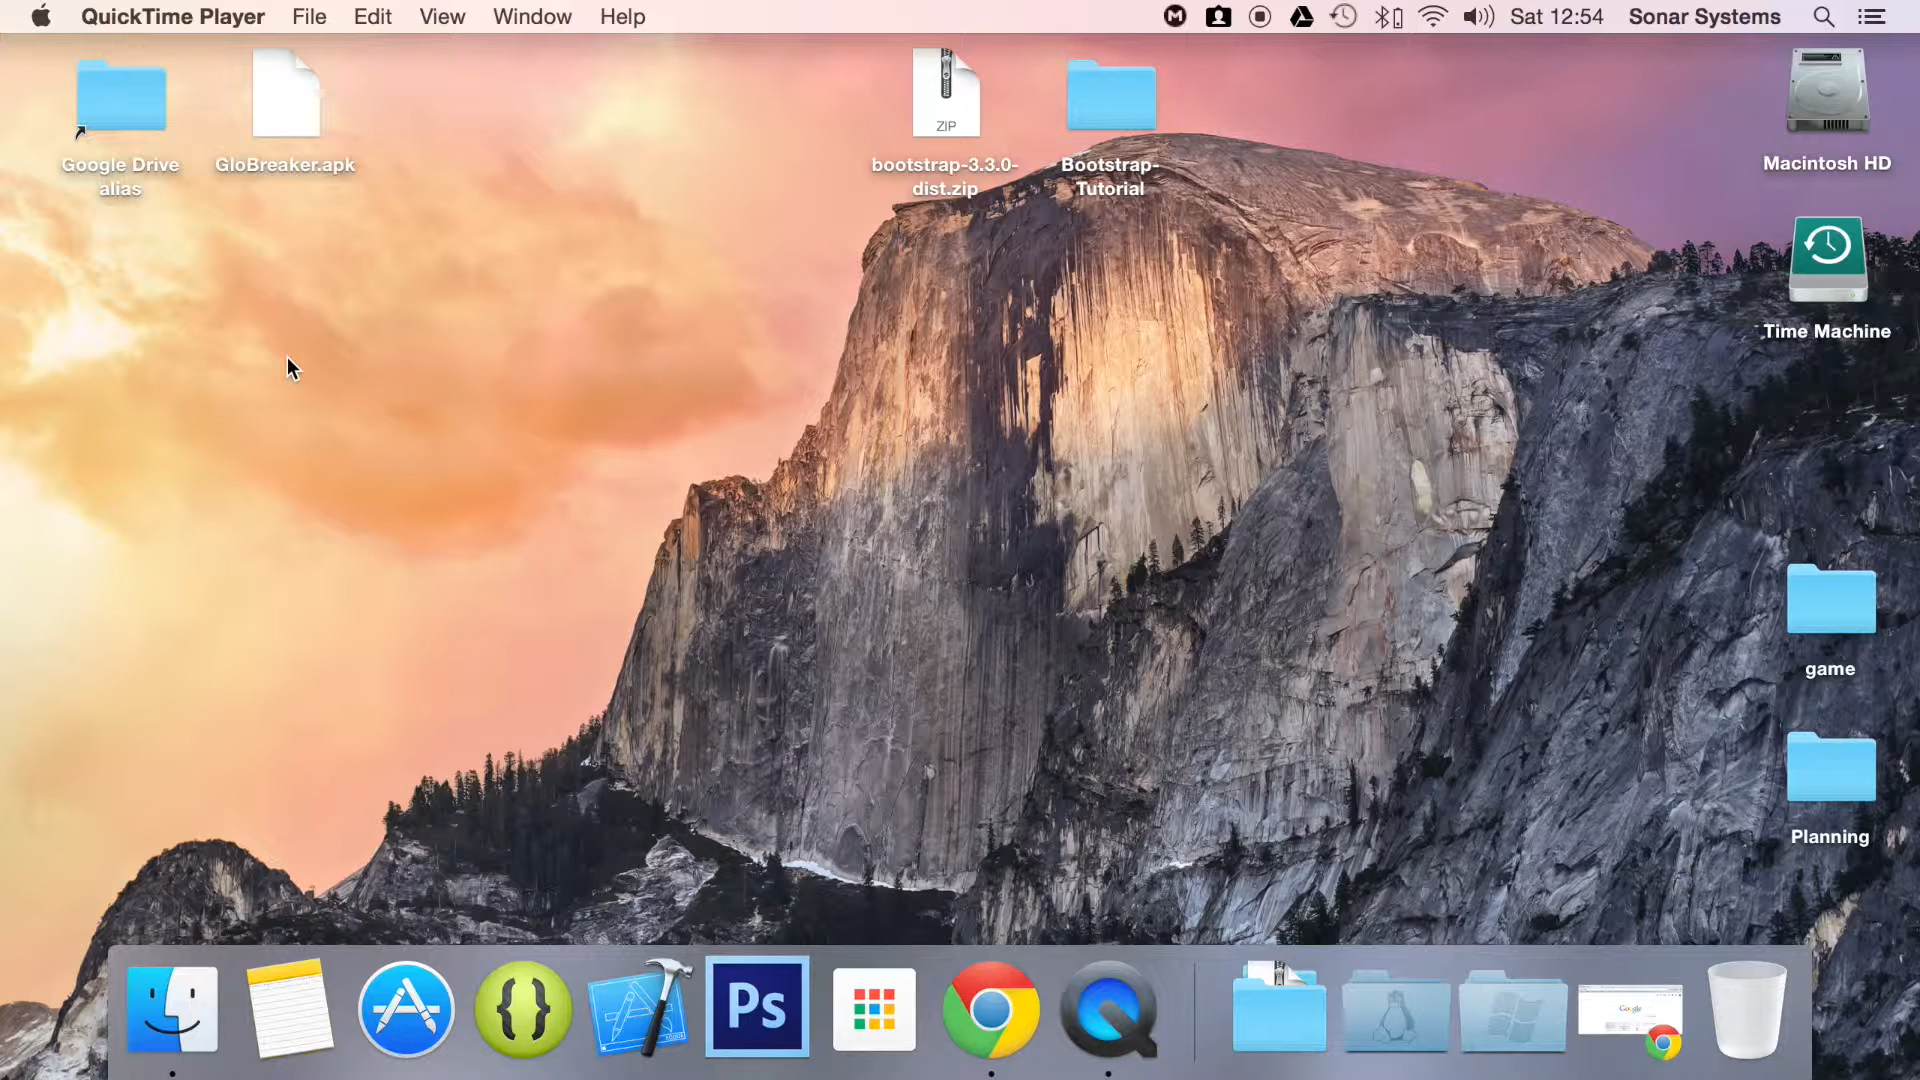 QuickTime Player File Edit View Window Help Sat 12:54 Sonar Systems
Google Drive
alias
GloBreaker.apk
ZIP
bootstrap-3.3.0-
dist.zip
Bootstrap-
Tutorial
Macintosh HD
Time Machine
game
Planning
Ps
Google